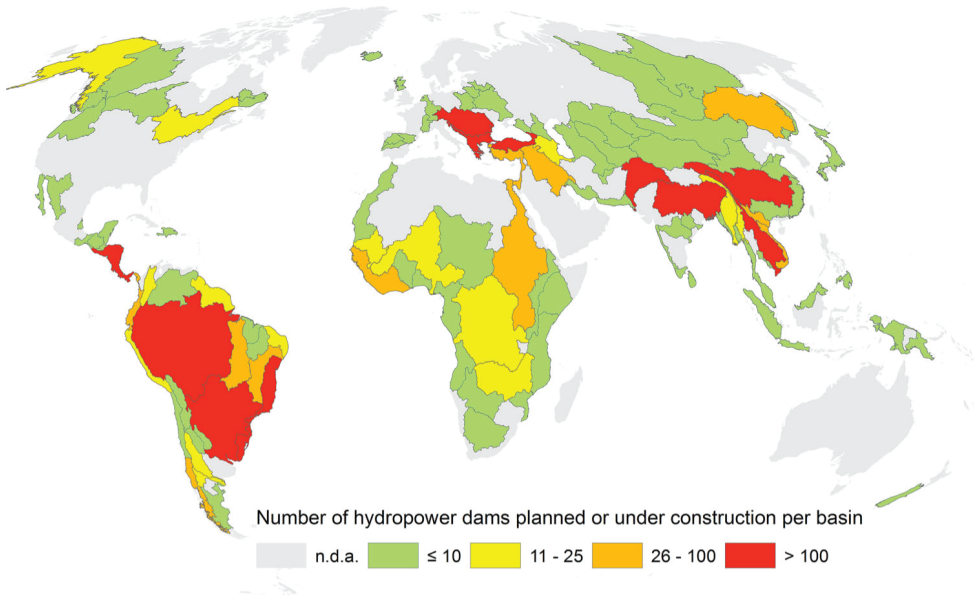 Number of hydropower dams planned or under construction per basin
n.d.a. ≤ 10 11 - 25 26 - 100 > 100